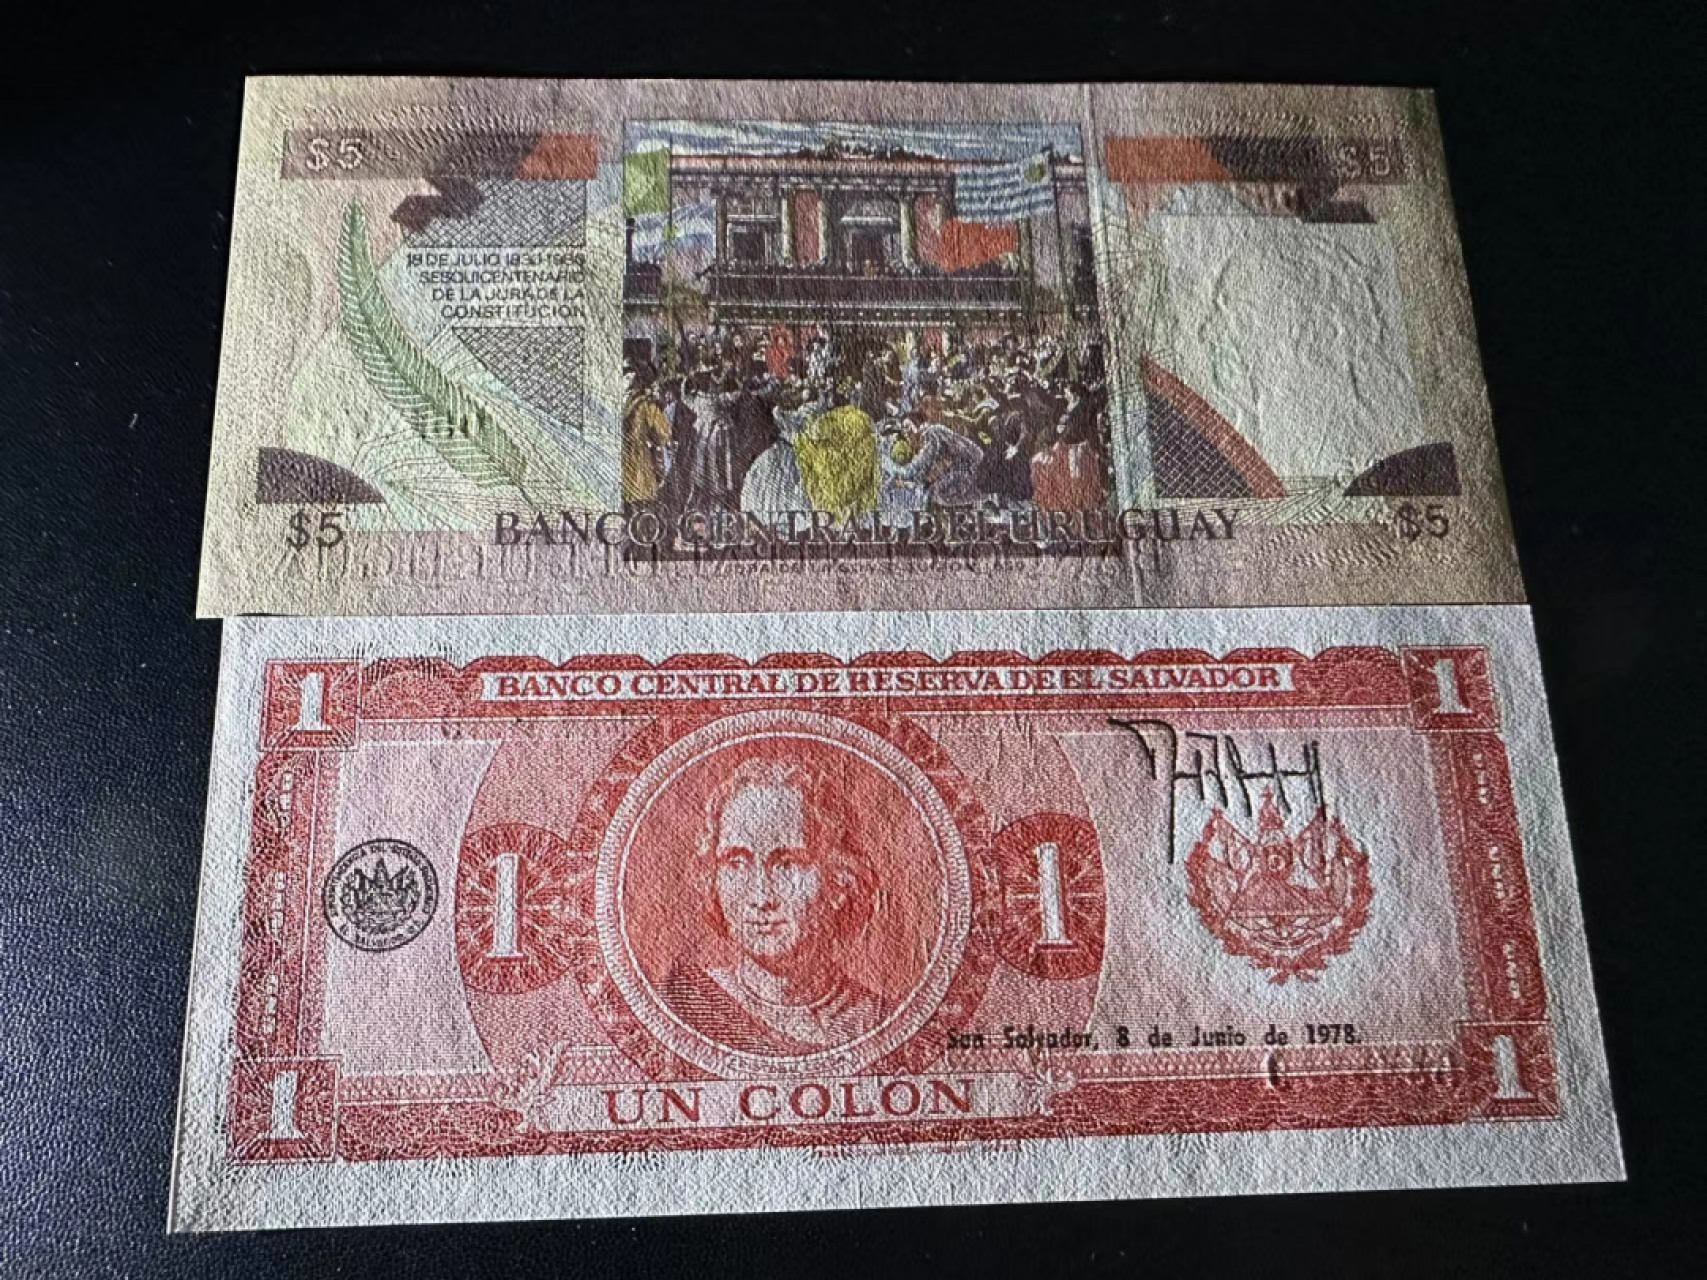 $5
$5
18 DE JULIO 1830-1980
SESQUICENTENARIO
DE LA JURA DE LA
CONSTITUCION
$5
BANCO CENTRAL DEL URUGUAY
$5
1
BANCO CENTRAL DE RESERVA DE EL SALVADOR
1
1
1
San Salvador, 8 de Junio de 1978.
1
UN COLON
1